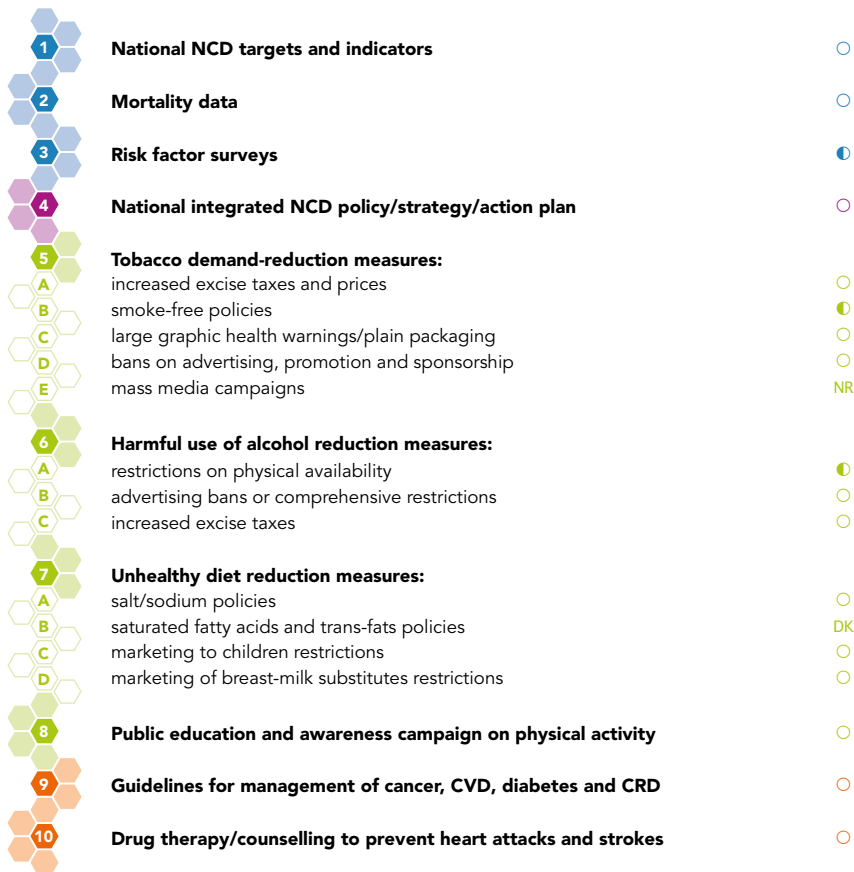 1 National NCD targets and indicators ○
2 Mortality data ○
3 Risk factor surveys ◐
4 National integrated NCD policy/strategy/action plan ○
5 Tobacco demand-reduction measures:
A increased excise taxes and prices ○
B smoke-free policies ◐
C large graphic health warnings/plain packaging ○
D bans on advertising, promotion and sponsorship ○
E mass media campaigns NR
6 Harmful use of alcohol reduction measures:
A restrictions on physical availability ◐
B advertising bans or comprehensive restrictions ○
C increased excise taxes ○
7 Unhealthy diet reduction measures:
A salt/sodium policies ○
B saturated fatty acids and trans-fats policies DK
C marketing to children restrictions ○
D marketing of breast-milk substitutes restrictions ○
8 Public education and awareness campaign on physical activity ○
9 Guidelines for management of cancer, CVD, diabetes and CRD ○
10 Drug therapy/counselling to prevent heart attacks and strokes ○